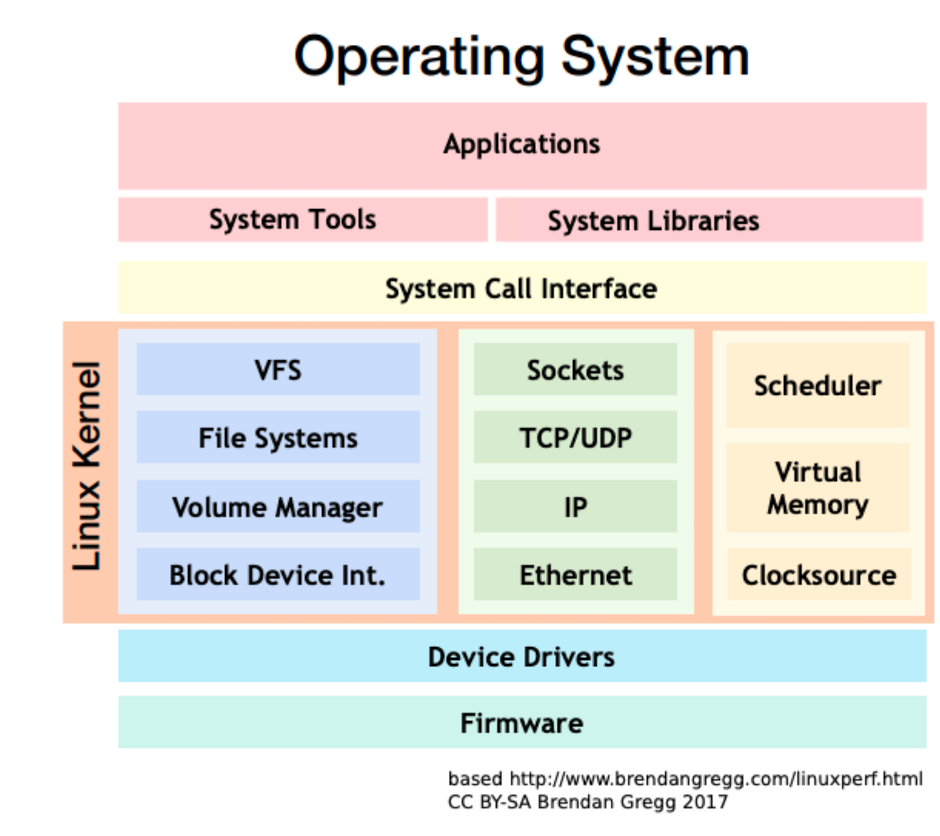 Operating System
Applications
System Tools
System Libraries
System Call Interface
Linux Kernel
VFS
File Systems
Volume Manager
Block Device Int.
Sockets
TCP/UDP
IP
Ethernet
Scheduler
Virtual
Memory
Clocksource
Device Drivers
Firmware
based http://www.brendangregg.com/linuxperf.html
CC BY-SA Brendan Gregg 2017